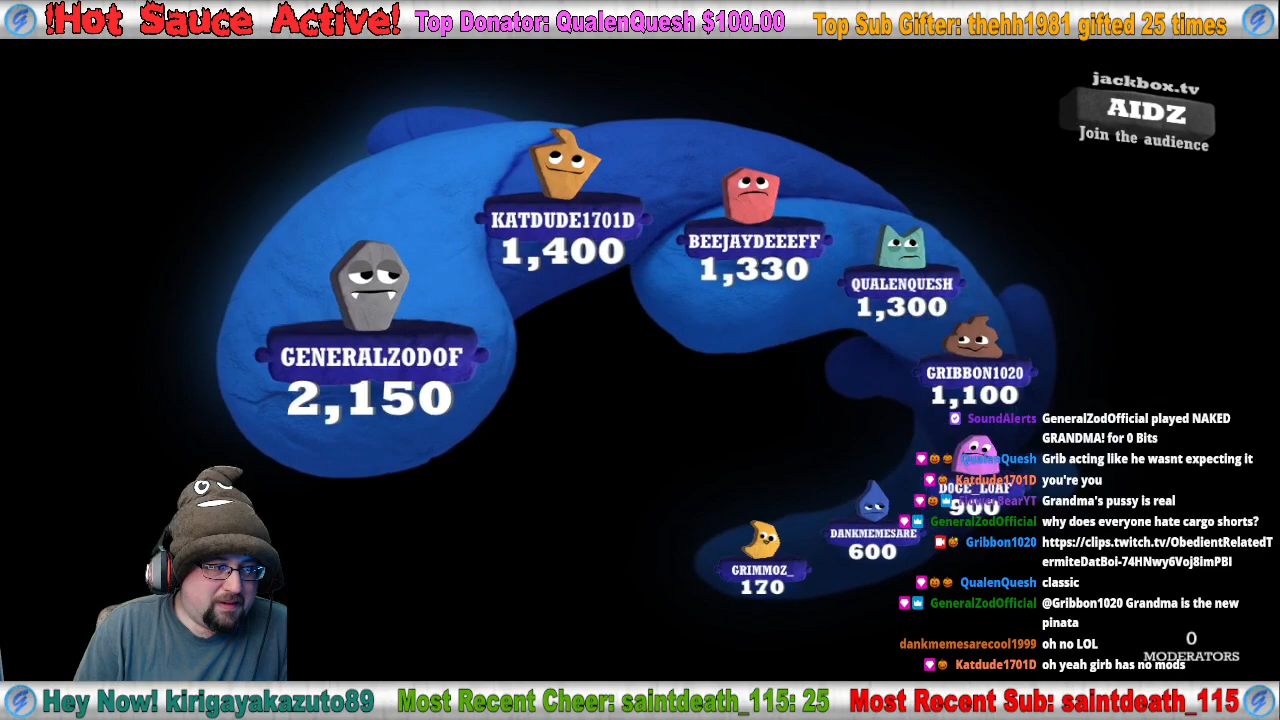 !Hot Sauce Active!
Top Donator: QualenQuesh $100.00
Top Sub Gifter: thehh1981 gifted 25 times
jackbox.tv
AIDZ
Join the audience
KATDUDE1701D
1,400
BEEJAYDEEEFF
1,330
QUALENQUESH
1,300
GENERALZODOF
2,150
GRIBBON1020
1,100
DOGE_LOAF
900
DANKMEMESARE
600
GRIMMOZ_
170
SoundAlerts GeneralZodOfficial played NAKED
GRANDMA! for 0 Bits
QualenQuesh Grib acting like he wasnt expecting it
Katdude1701D you're you
FlowerBearYT Grandma's pussy is real
GeneralZodOfficial why does everyone hate cargo shorts?
Gribbon1020 https://clips.twitch.tv/ObedientRelatedT
ermiteDatBoi-74HNwy6Voj8imPBI
QualenQuesh classic
GeneralZodOfficial @Gribbon1020 Grandma is the new
pinata
dankmemesarecool1999 oh no LOL
Katdude1701D oh yeah girb has no mods
0
MODERATORS
Hey Now! kirigayakazuto89
Most Recent Cheer: saintdeath_115: 25
Most Recent Sub: saintdeath_115